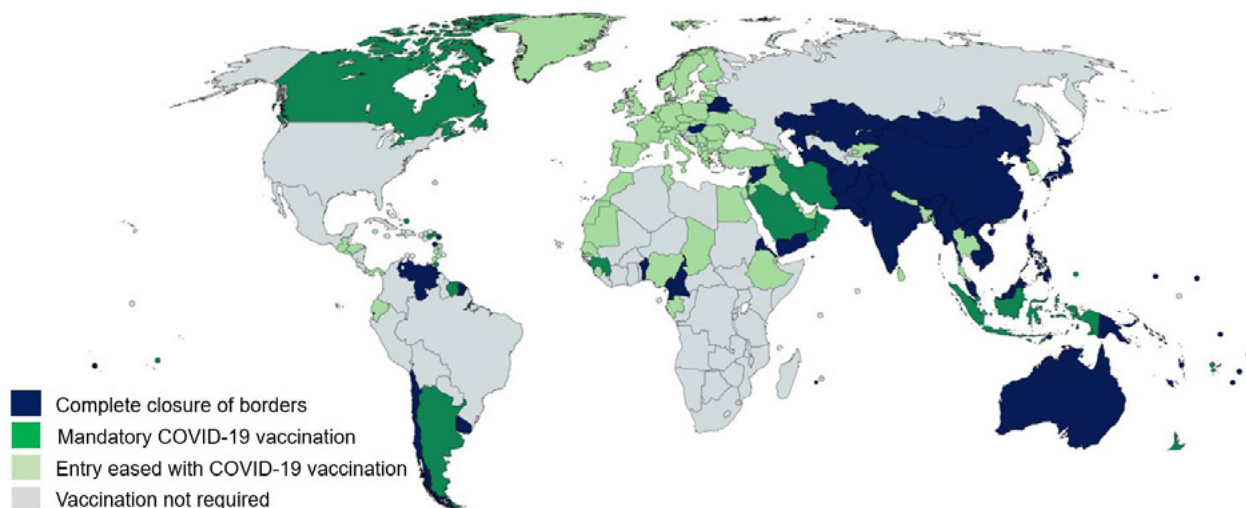 Complete closure of borders
Mandatory COVID-19 vaccination
Entry eased with COVID-19 vaccination
Vaccination not required